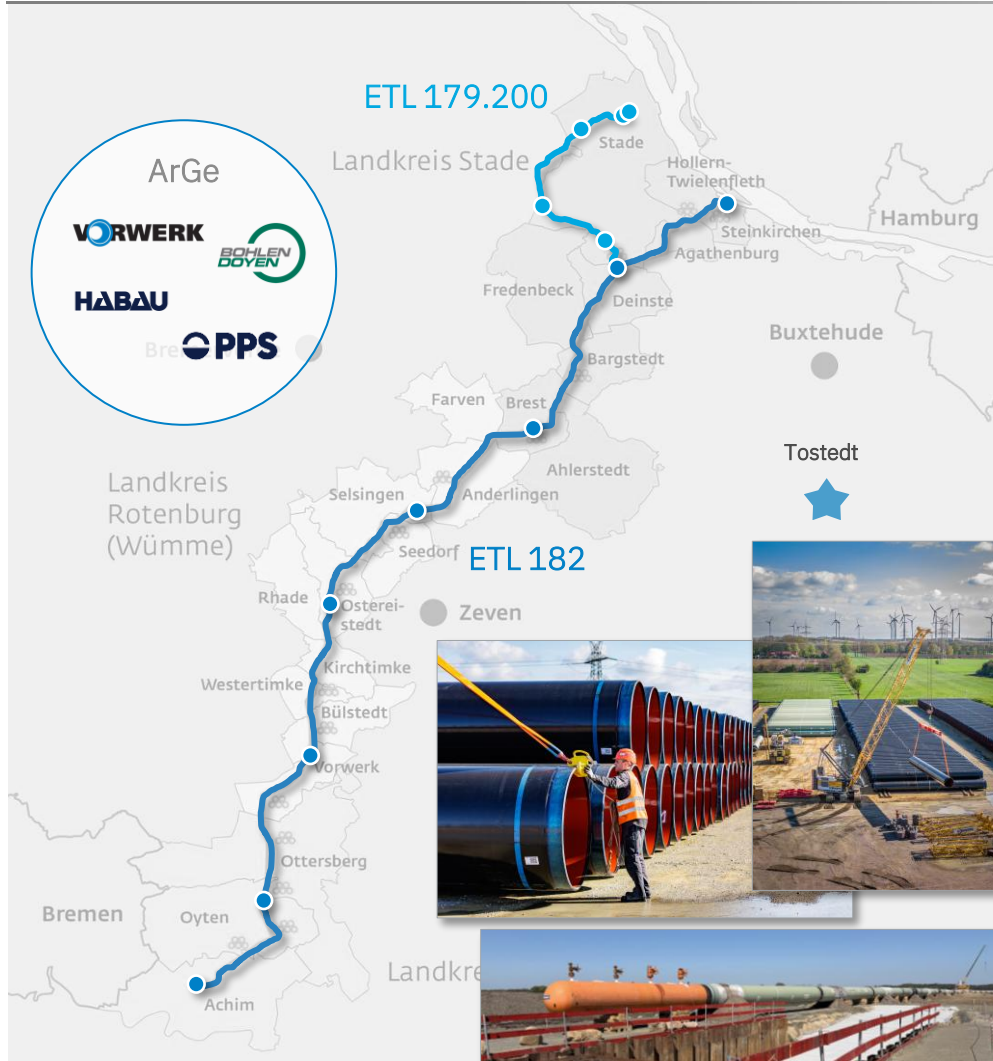 ETL 179.200
Landkreis Stade
Stade
Hollern-
Twielenfleth
Hamburg
Steinkirchen
Agathenburg
ArGe
VORWERK
BOHLEN
DOYEN
HABAU
PPS
Fredenbeck
Deinste
Buxtehude
Bargstedt
Farven
Brest
Tostedt
Ahlerstedt
Landkreis
Rotenburg
(Wümme)
Selsingen
Anderlingen
Seedorf
ETL 182
Rhade
Osterei-
stedt
Zeven
Kirchtimke
Westertimke
Bülstedt
Vorwerk
Ottersberg
Bremen
Oyten
Landkre
Achim